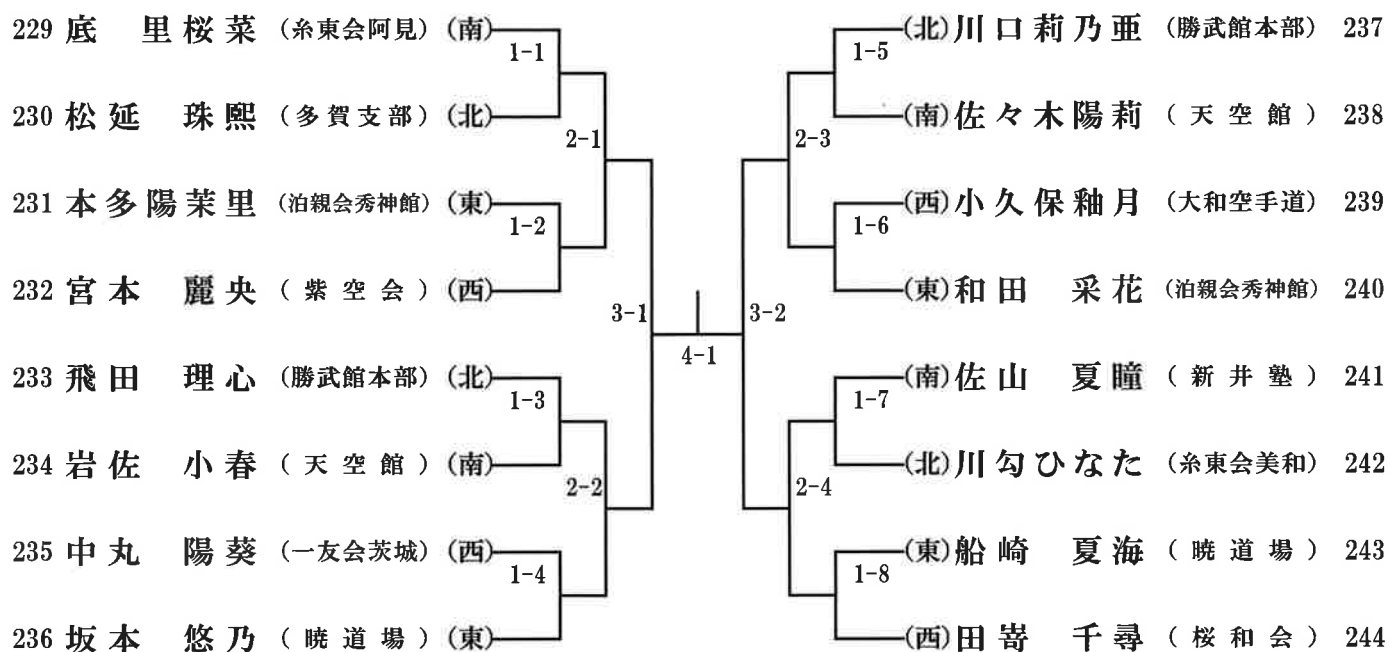 229 底 里桜菜 (糸東会阿見) (南)
1-1
230 松延 珠熙 (多賀支部) (北)
2-1
231 本多陽茉里 (泊親会秀神館) (東)
1-2
232 宮本 麗央 (紫空会) (西)
3-1
233 飛田 理心 (勝武館本部) (北)
1-3
234 岩佐 小春 (天空館) (南)
2-2
235 中丸 陽葵 (一友会茨城) (西)
1-4
236 坂本 悠乃 (暁道場) (東)
4-1
(北) 川口莉乃亜 (勝武館本部) 237
1-5
(南) 佐々木陽莉 (天空館) 238
2-3
(西) 小久保釉月 (大和空手道) 239
1-6
(東) 和田 采花 (泊親会秀神館) 240
3-2
(南) 佐山 夏瞳 (新井塾) 241
1-7
(北) 川勾ひなた (糸東会美和) 242
2-4
(東) 船崎 夏海 (暁道場) 243
1-8
(西) 田嵜 千尋 (桜和会) 244